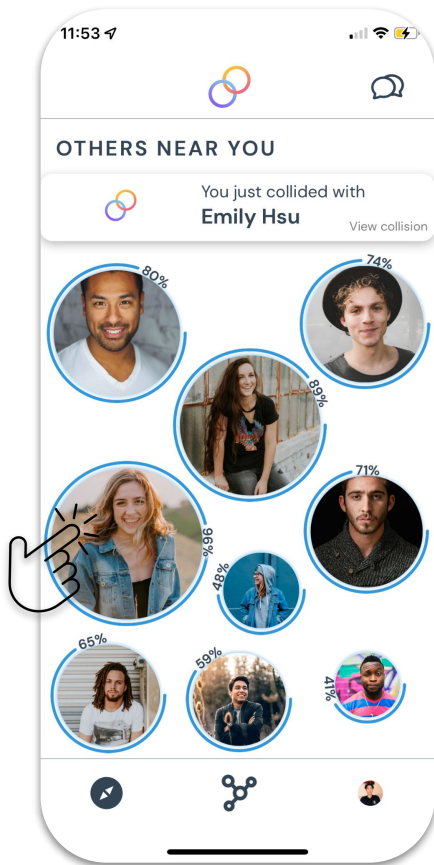 11:53
OTHERS NEAR YOU
You just collided with
Emily Hsu
View collision
80%
74%
89%
96%
71%
48%
65%
59%
41%